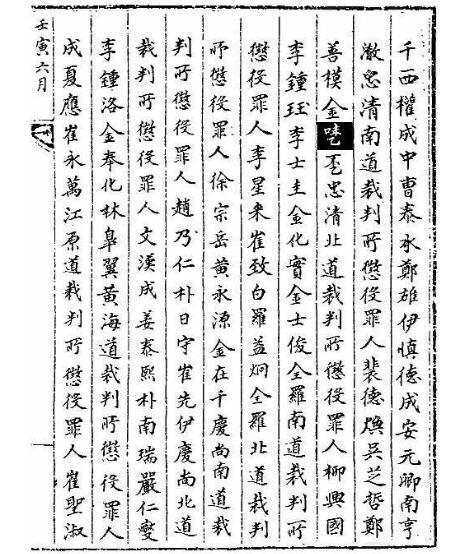 千西權成中曹泰永鄭雄伊愼德成安元卿南亨
澈忠清南道裁判所懲役罪人裴德煥吳芝哲鄭
善模金喆丕忠清北道裁判所懲役罪人柳興國
李鍾珏李士圭金化實金士俊全羅南道裁判所
懲役罪人李星來崔致白羅益炯全羅北道裁判
所懲役罪人徐宗岳黃永源金在千慶尙南道裁
判所懲役罪人趙乃仁朴日守崔先伊慶尙北道
裁判所懲役罪人文漢成姜泰熙朴南瑞嚴仁燮
李鍾洛金奉化林皐翼黃海道裁判所懲役罪人
成夏應崔永萬江原道裁判所懲役罪人崔聖淑
壬寅六月